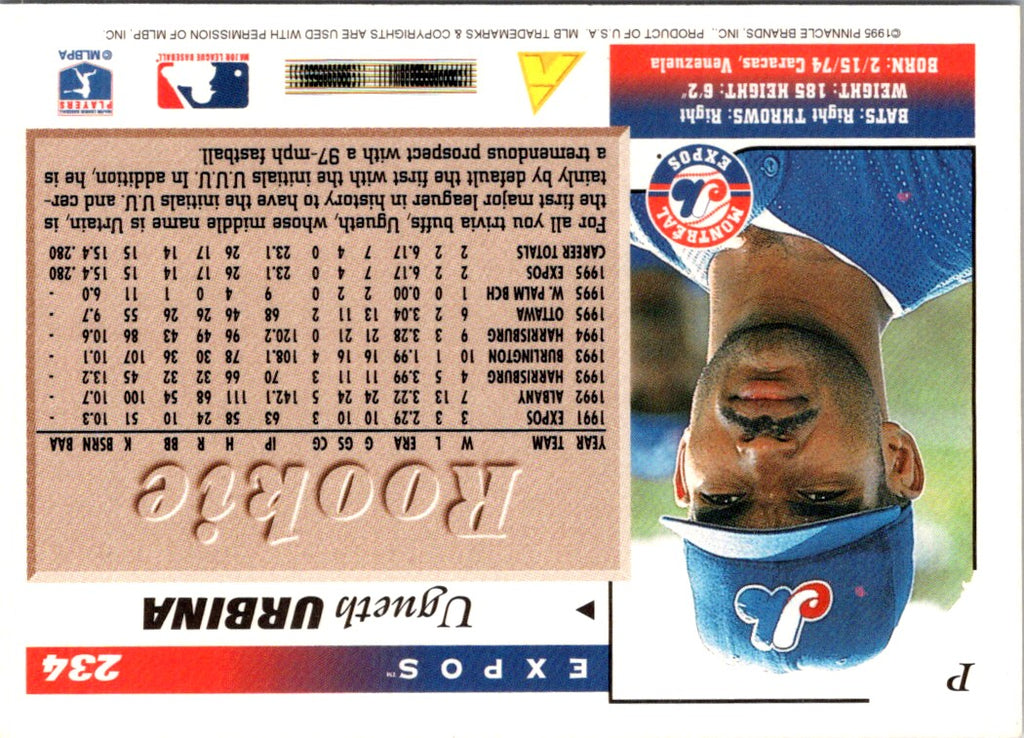 P
EXPOS™ 234
Ugueth URBINA
Rookie
YEAR TEAM W L ERA G GS CG IP H R BB K BSRN BAA
1991 EXPOS 3 3 2.29 10 10 3 63 58 24 10 51 10.3 -
1992 ALBANY 7 13 3.22 24 24 5 142.1 111 68 54 100 10.7 -
1993 HARRISBURG 4 5 3.99 11 11 3 70 66 32 32 45 13.2 -
1993 BURLINGTON 10 1 1.99 16 16 4 108.1 78 30 36 107 10.1 -
1994 HARRISBURG 9 3 3.28 21 21 0 120.2 96 49 43 86 10.6 -
1995 OTTAWA 6 2 3.04 13 11 2 68 46 26 26 55 9.7 -
1995 W. PALM BCH 1 0 0.00 2 2 0 9 4 0 1 11 6.0 -
1995 EXPOS 2 2 6.17 7 4 0 23.1 26 17 14 15 15.4 .280
CAREER TOTALS 2 2 6.17 7 4 0 23.1 26 17 14 15 15.4 .280
For all you trivia buffs, Ugueth, whose middle name is Urtain, is
the first major leaguer in history to have the initials U.U. and cer-
tainly by default the first with the initials U.U.U. In addition, he is
a tremendous prospect with a 97-mph fastball.
MONTRÉAL
EXPOS
BATS: Right THROWS: Right
WEIGHT: 185 HEIGHT: 6'2"
BORN: 2/15/74 Caracas, Venezuela
MAJOR LEAGUE BASEBALL
MAJOR LEAGUE BASEBALL
PLAYERS
©MLBPA
©1995 PINNACLE BRANDS, INC., PRODUCT OF U.S.A. MLB TRADEMARKS & COPYRIGHTS ARE USED WITH PERMISSION OF MLBP, INC.